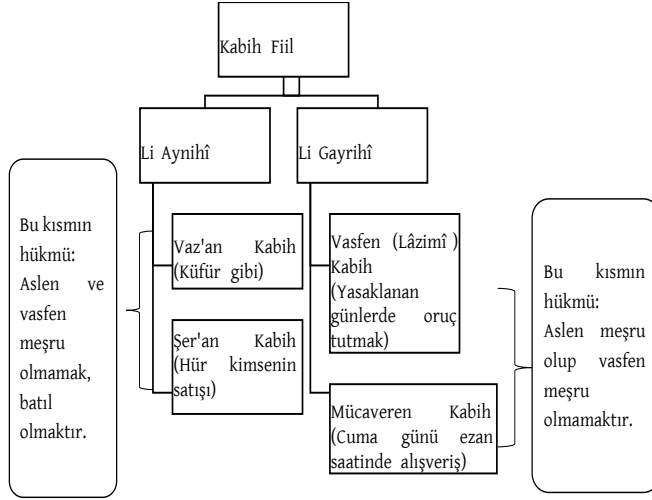 Kabih Fiil
Li Aynihî
Li Gayrihî
Bu kısmın
hükmü:
Aslen ve
vasfen
meşru
olmamak,
batıl
olmaktır.
Vaz'an Kabih
(Küfür gibi)
Şer'an Kabih
(Hür kimsenin
satışı)
Vasfen (Lâzimî )
Kabih
(Yasaklanan
günlerde oruç
tutmak)
Mücaveren Kabih
(Cuma günü ezan
saatinde alışveriş)
Bu kısmın
hükmü:
Aslen meşru
olup vasfen
meşru
olmamaktır.